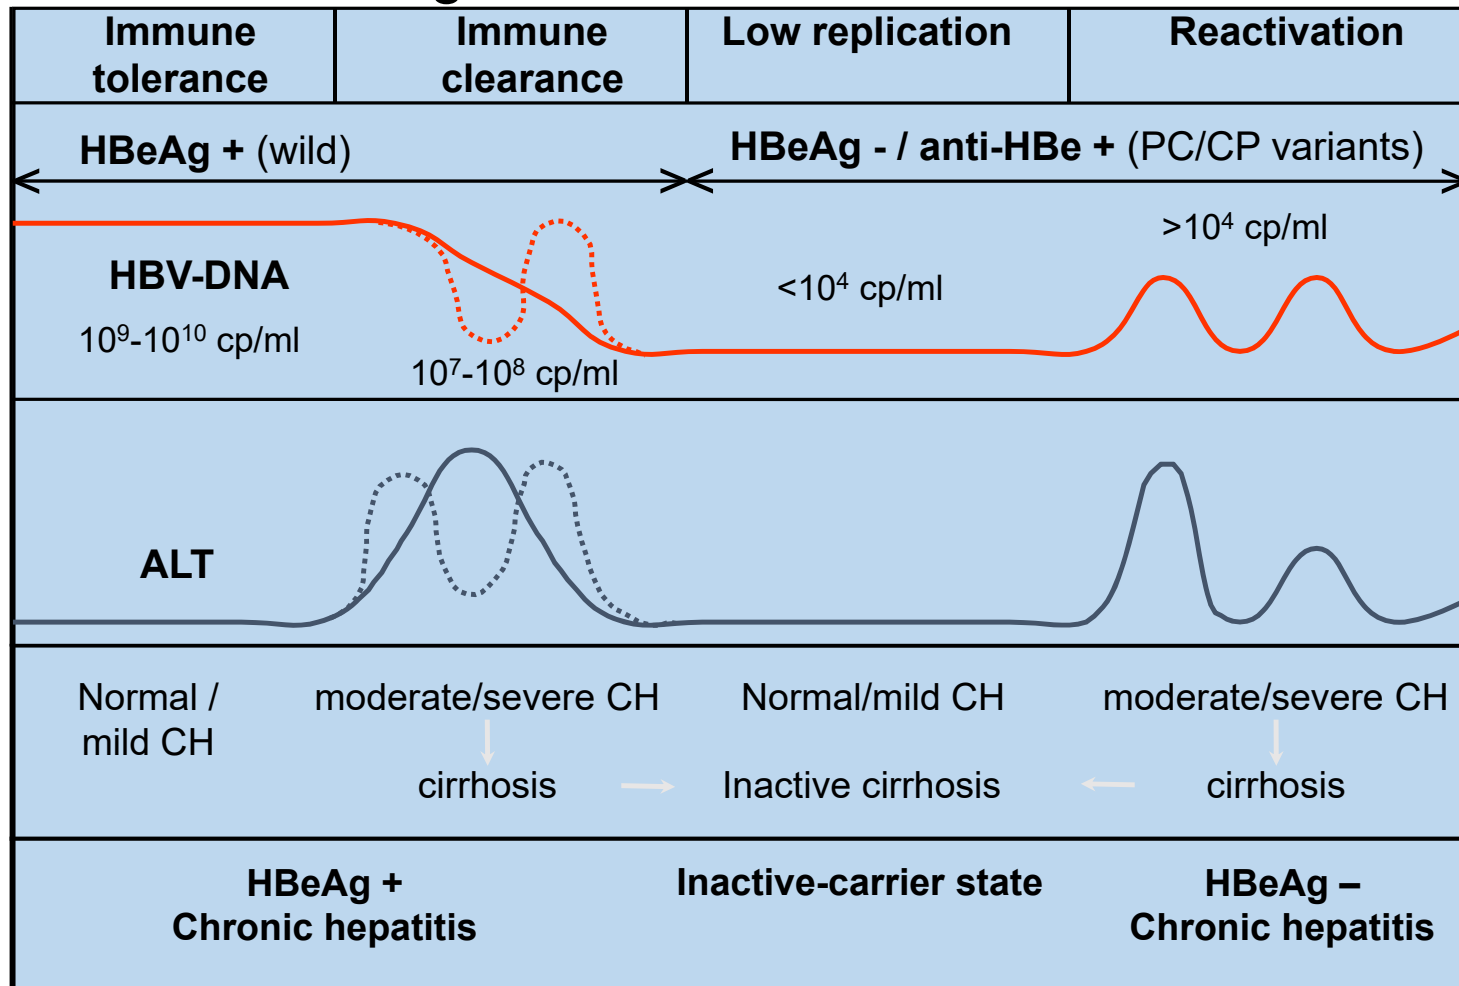 Immune
tolerance
Immune
clearance
Low replication
Reactivation
HBeAg + (wild)
HBeAg - / anti-HBe + (PC/CP variants)
HBV-DNA
10⁹-10¹⁰ cp/ml
10⁷-10⁸ cp/ml
<10⁴ cp/ml
>10⁴ cp/ml
ALT
Normal /
mild CH
moderate/severe CH
cirrhosis
Normal/mild CH
Inactive cirrhosis
moderate/severe CH
cirrhosis
HBeAg +
Chronic hepatitis
Inactive-carrier state
HBeAg –
Chronic hepatitis